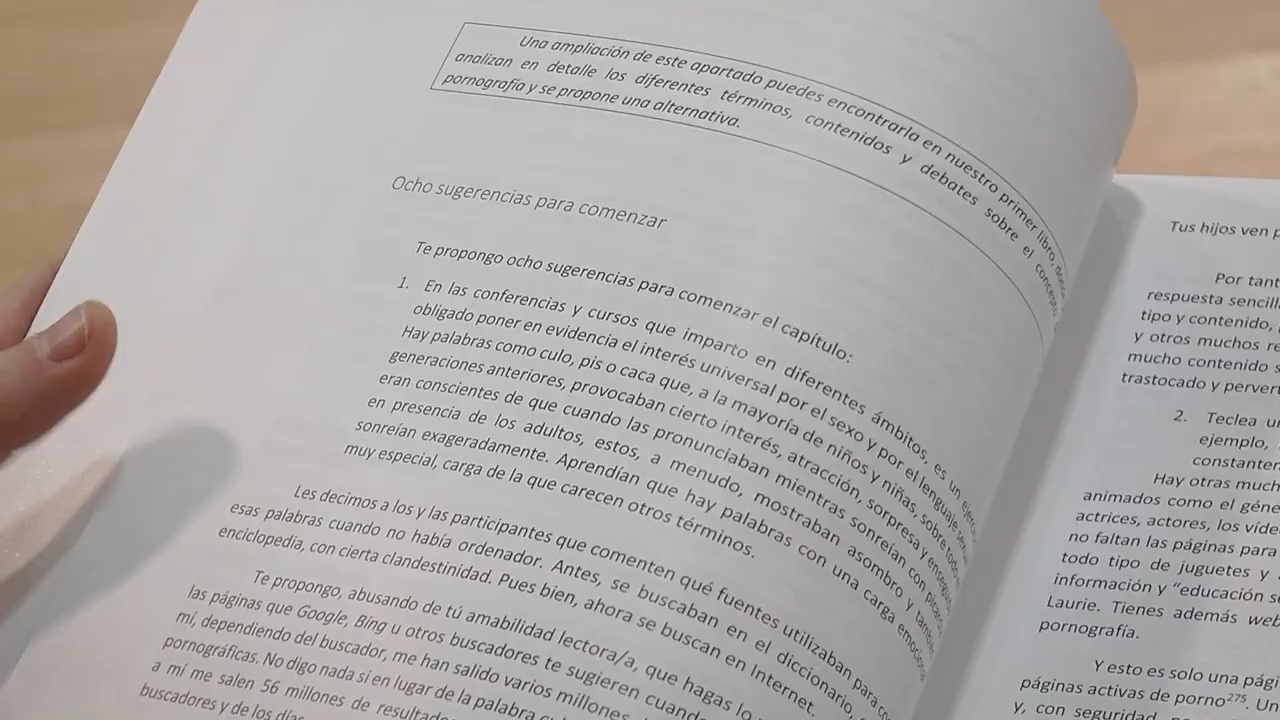 Una ampliación de este apartado puedes encontrarla en nuestro primer libro, donde
analizan en detalle los diferentes términos, contenidos y debates sobre el concepto
pornografía y se propone una alternativa.
Ocho sugerencias para comenzar
Te propongo ocho sugerencias para comenzar el capítulo:
1. En las conferencias y cursos que imparto en diferentes ámbitos, es un
obligado poner en evidencia el interés universal por el sexo y por el lenguaje
Hay palabras como culo, pis o caca que, a la mayoría de niños y niñas, sobre todo
generaciones anteriores, provocaban cierto interés, atracción, sorpresa y
eran conscientes de que cuando las pronunciaban mientras sonreían con
en presencia de los adultos, estos, a menudo, mostraban asombro y
sonreían exageradamente. Aprendían que hay palabras con una carga emocional
muy especial, carga de la que carecen otros términos.
Les decimos a los y las participantes que comenten qué fuentes utilizaban para
esas palabras cuando no había ordenador. Antes, se buscaban en el diccionario,
enciclopedia, con cierta clandestinidad. Pues bien, ahora se buscan en Internet.
Te propongo, abusando de tú amabilidad lectora/a, que hagas lo
las páginas que Google, Bing u otros buscadores te sugieren
mí, dependiendo del buscador, me han salido varios millones
pornográficas. No digo nada si en lugar de la palabra
a mí me salen 56 millones de
buscadores y de los
Tus hijos ven
Por
respuesta
tipo y contenido,
y otros muchos
mucho contenido
trastocado y
2. Teclea
ejemplo,
Hay otras
animados como el
actrices, actores, los
no faltan las páginas para
todo tipo de juguetes y
información y “educación
Laurie. Tienes además web
pornografía.
Y esto es solo una
páginas activas de porno275. Un
y, con seguridad,